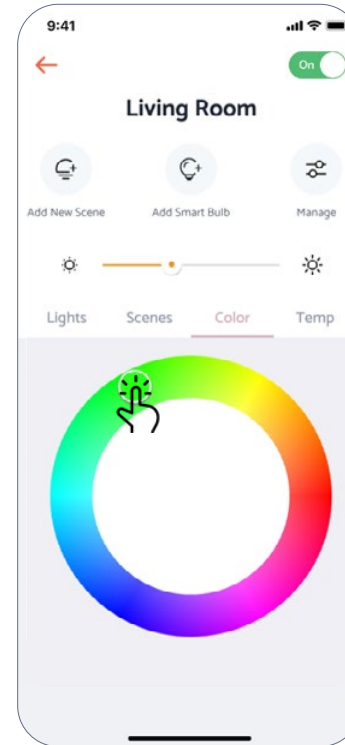 9:41
On
Living Room
Add New Scene
Add Smart Bulb
Manage
Lights Scenes Color Temp